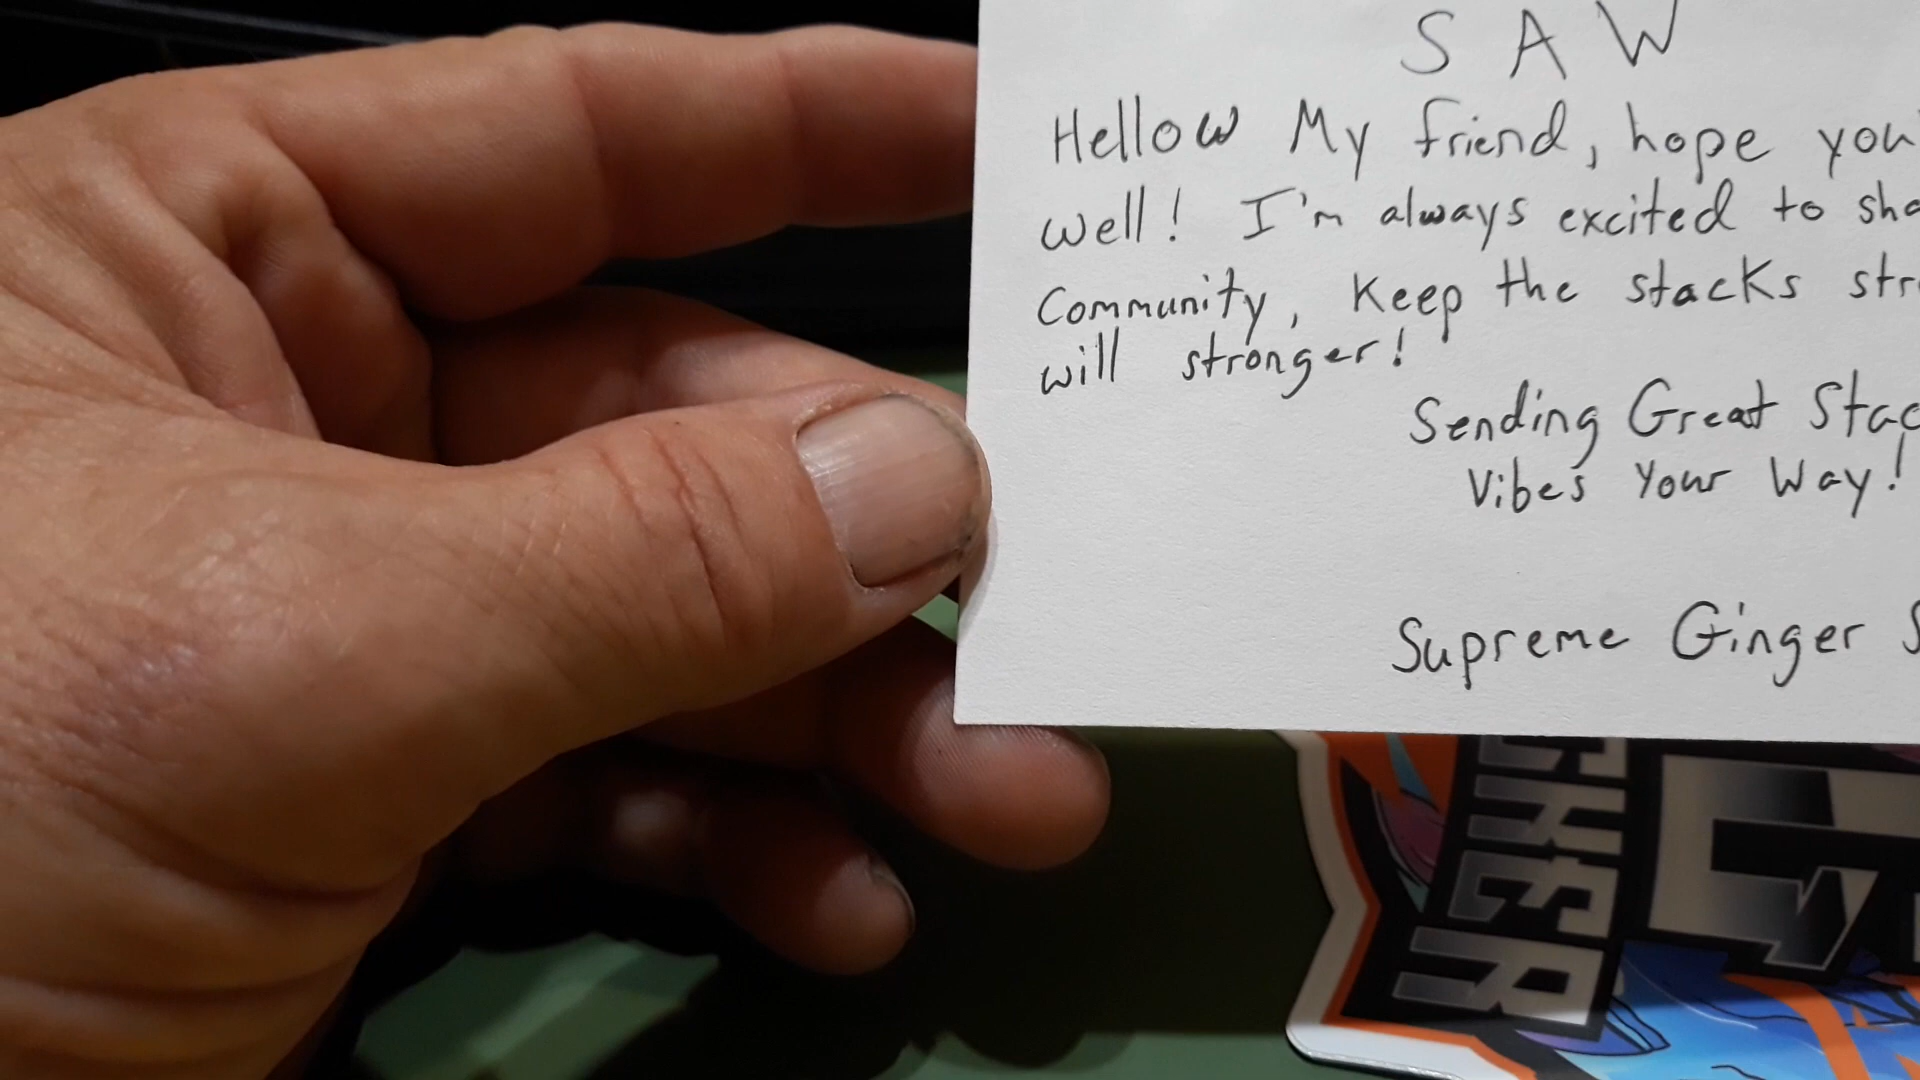 SAW
Hellow My friend, hope you
well! I'm always excited to sha
Community, Keep the stacks str
will stronger!
Sending Great Stac
Vibes Your Way!
Supreme Ginger S
CHER
G